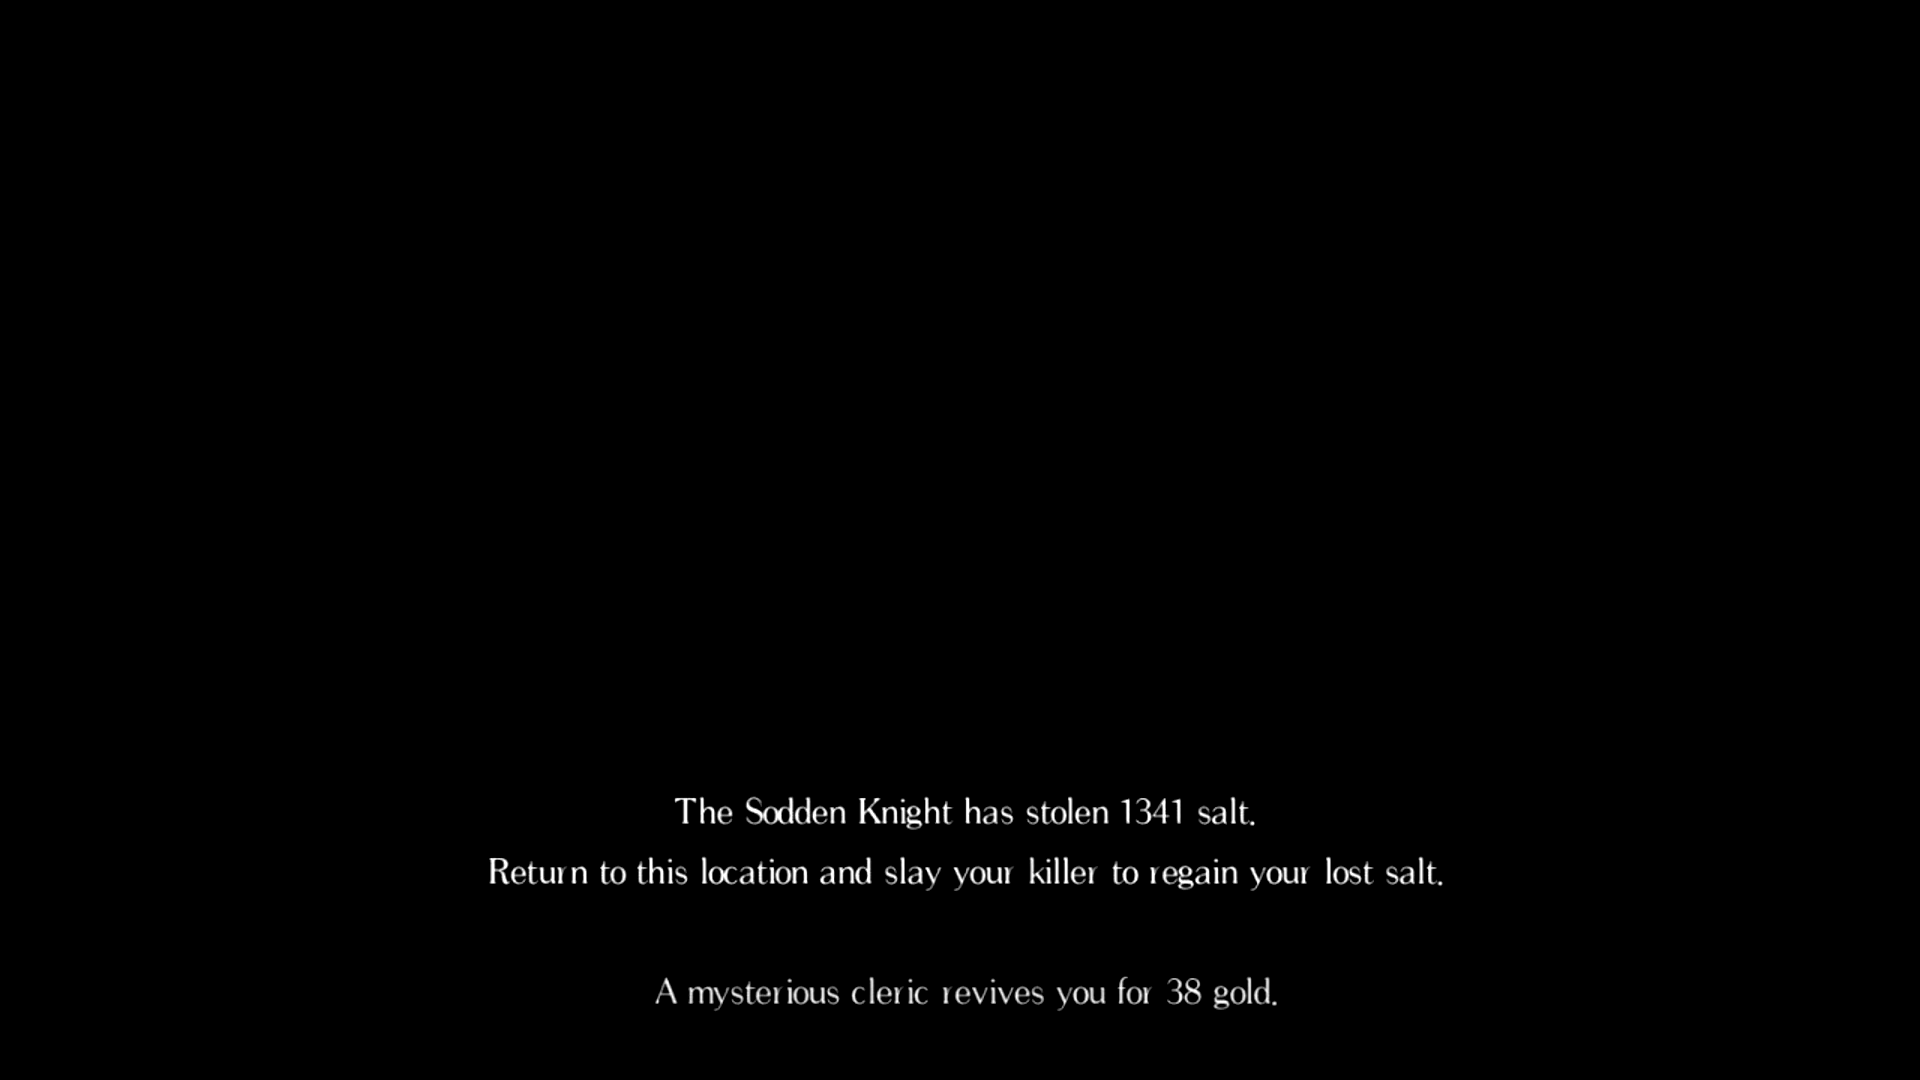 The Sodden Knight has stolen 1341 salt.
Return to this location and slay your killer to regain your lost salt.
A mysterious cleric revives you for 38 gold.